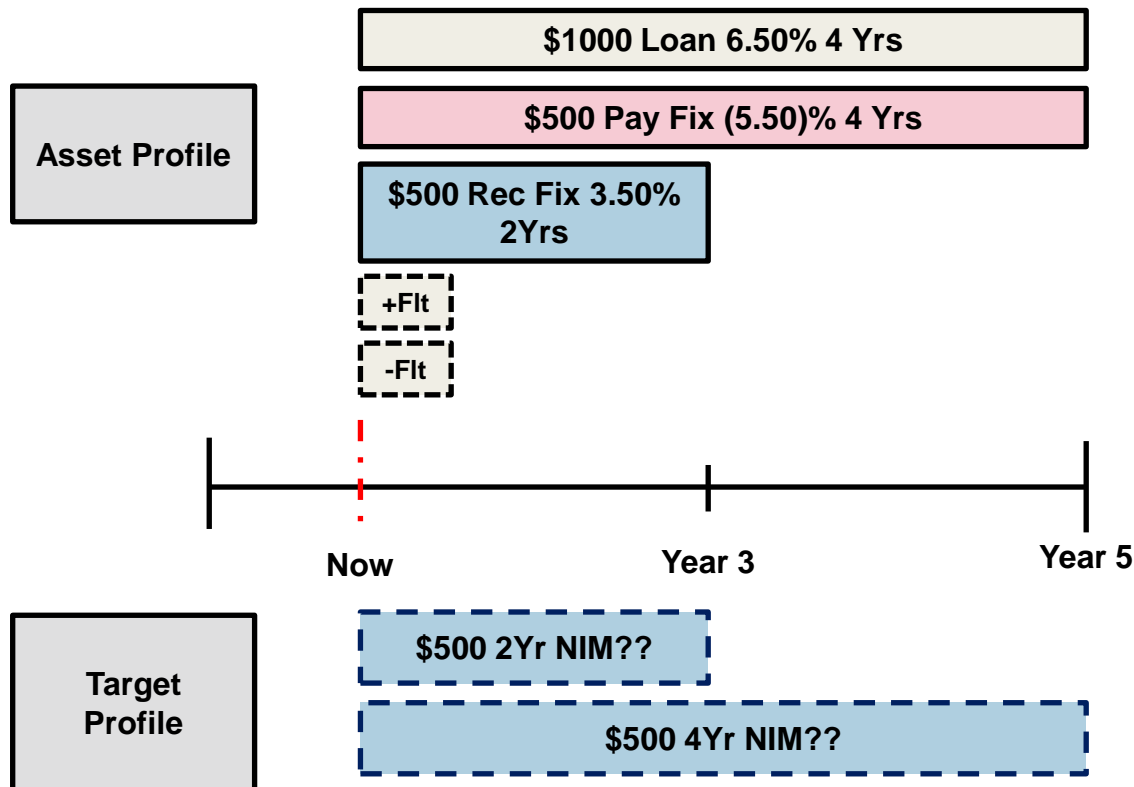 $1000 Loan 6.50% 4 Yrs
Asset Profile
$500 Pay Fix (5.50)% 4 Yrs
$500 Rec Fix 3.50%
2Yrs
+Flt
-Flt
Now
Year 3
Year 5
Target
Profile
$500 2Yr NIM??
$500 4Yr NIM??